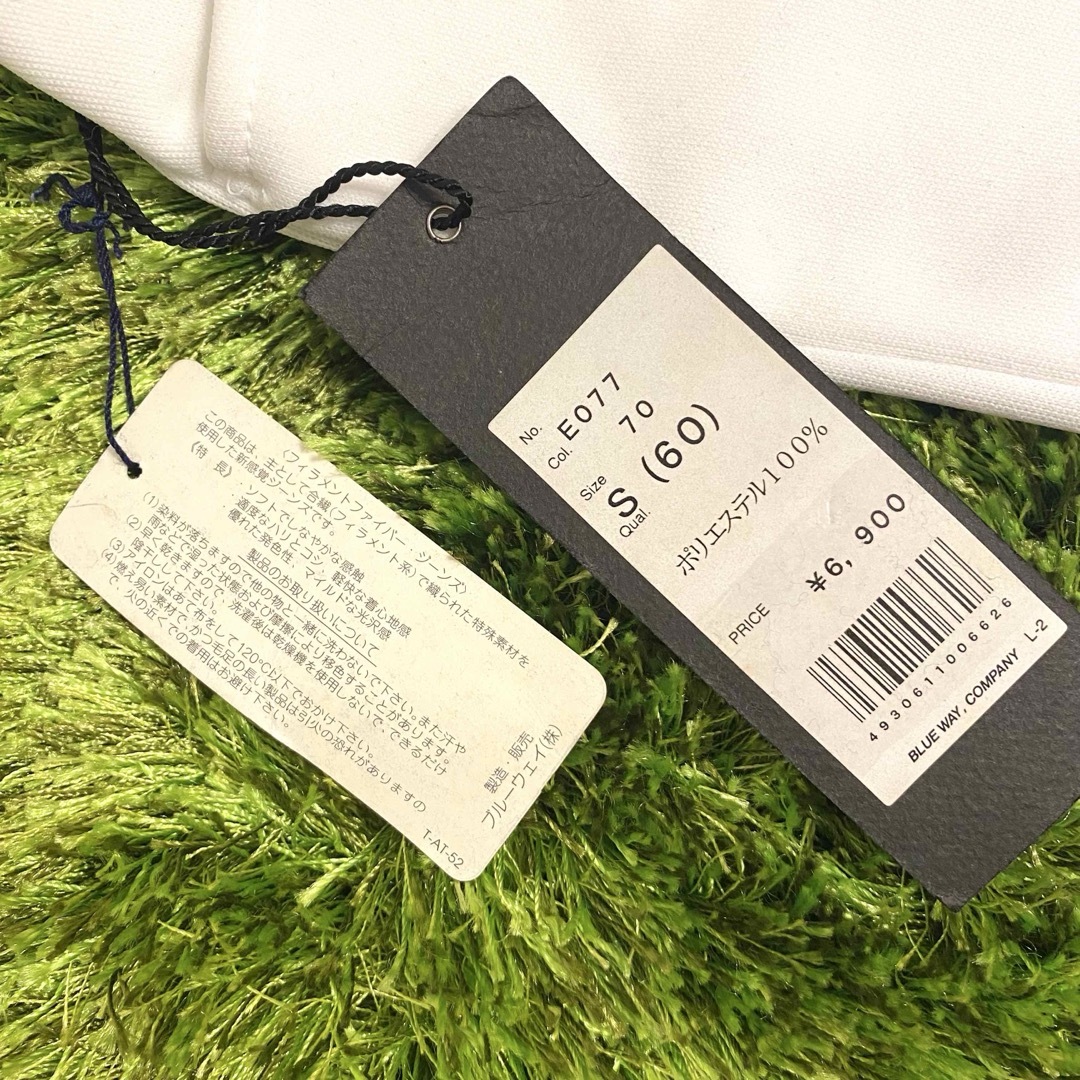 〈フィラメントファイバー・ジーンズ〉
この商品は、主として合繊(フィラメント系)で織られた特殊素材を
使用した新感覚ジーンズです。
《特 長》 ソフトでしなやかな感触
適度なハリとコシ、軽快な着心地感
優れた発色性、マイルドな光沢感
製品のお取り扱いについて
(1)染料が落ちますので他の物と一緒に洗わないで下さい。また汗や
雨などで湿った状態および摩擦により移色することがあります。
(2)早く乾きますので、洗濯後は乾燥機を使用しないで、できるだけ
陰干しして下さい。
(3)アイロンはあて布をして、120℃以下でおかけ下さい。
(4)燃え易い素材で、かつ毛足の長い製品は引火の恐れがありますの
で、火の近くでの着用はお避け下さい。
製造 販売
ブルーウェイ(株)
T-AT-52
No. E077
Col. 70
Size S (60)
Qual.
ポリエステル100%
PRICE ¥6,900
4930611006626
L-2
BLUE WAY. COMPANY